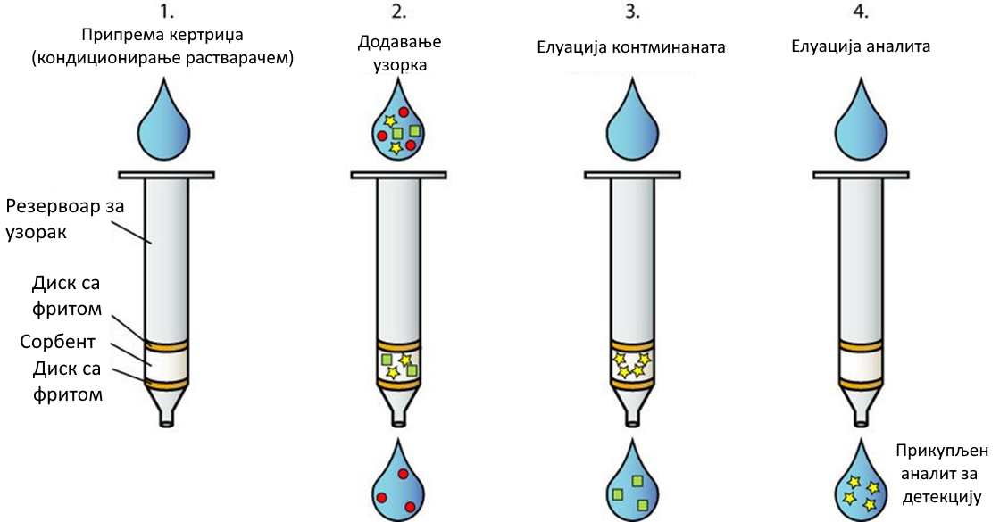 1.
Припрема кертриџа
(кондиционирање растварачем)
2.
Додавање
узорка
3.
Елуација контминаната
4.
Елуација аналита
Резервоар за
узорак
Диск са
фритом
Сорбент
Диск са
фритом
Прикупљен
аналит за
детекцију